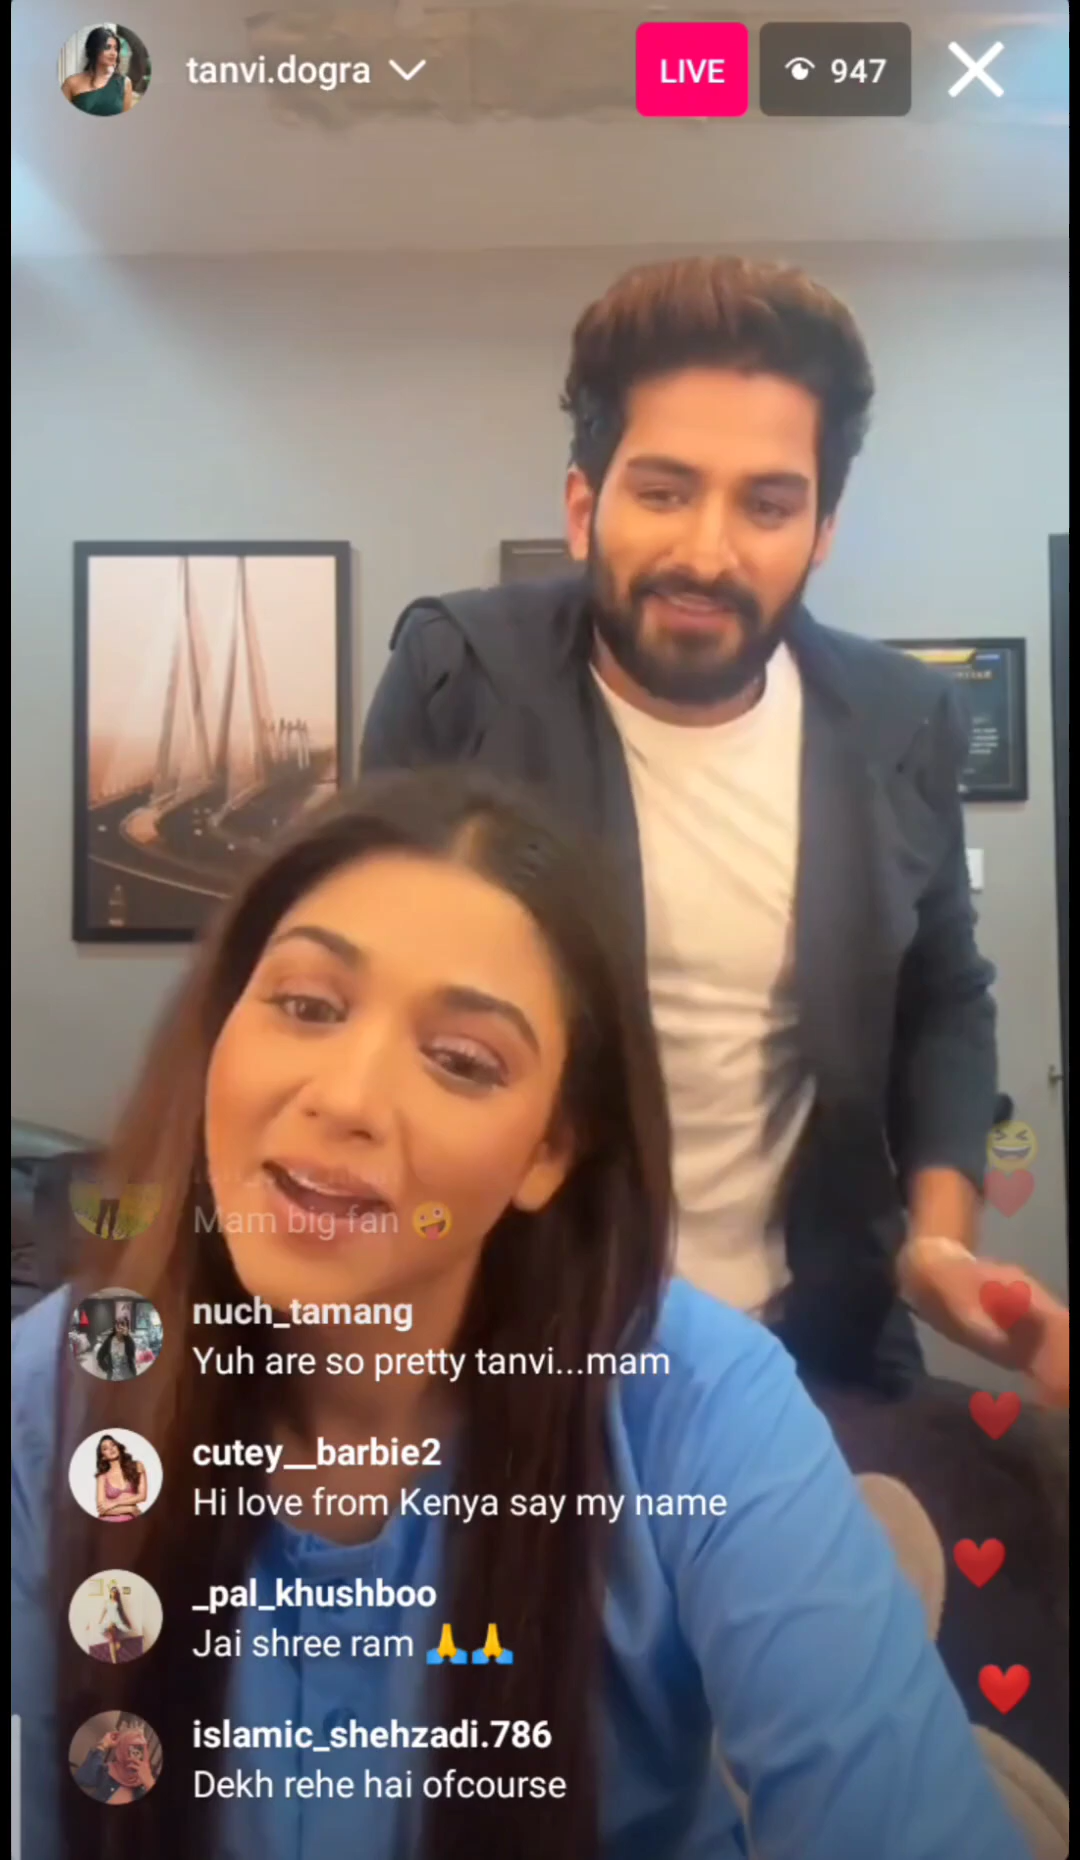 tanvi.dogra
LIVE
947
Mam big fan 🤪
nuch_tamang
Yuh are so pretty tanvi...mam
cutey__barbie2
Hi love from Kenya say my name
_pal_khushboo
Jai shree ram 🙏🙏
islamic_shehzadi.786
Dekh rehe hai ofcourse